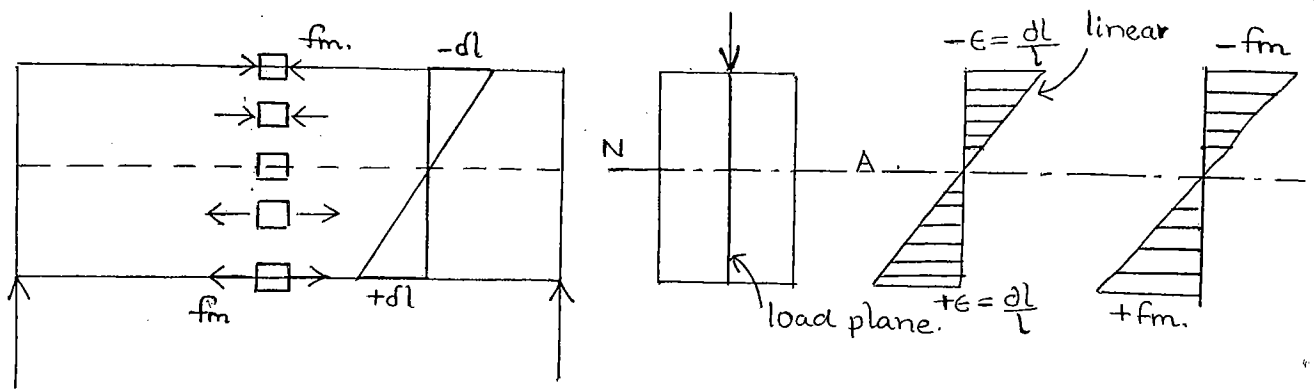 fm.
-dl
fm
+dl
N
A
load plane.
-ϵ = dl/l
linear
+ϵ = dl/l
-fm
+fm.